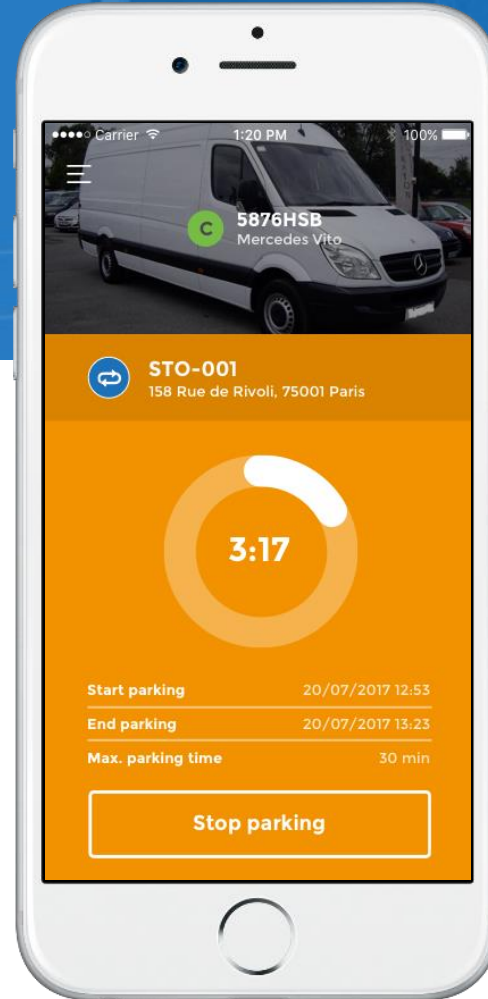 Carrier 1:20 PM 100%
C 5876HSB
Mercedes Vito
STO-001
158 Rue de Rivoli, 75001 Paris
3:17
Start parking 20/07/2017 12:53
End parking 20/07/2017 13:23
Max. parking time 30 min
Stop parking